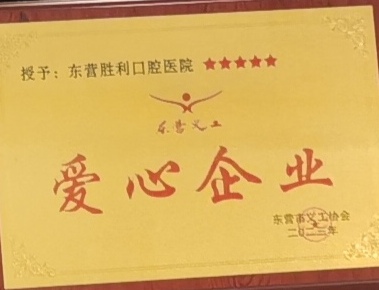 授予：东营胜利口腔医院 ★★★★★
东营义工
爱心企业
东营市义工协会
二〇二三年